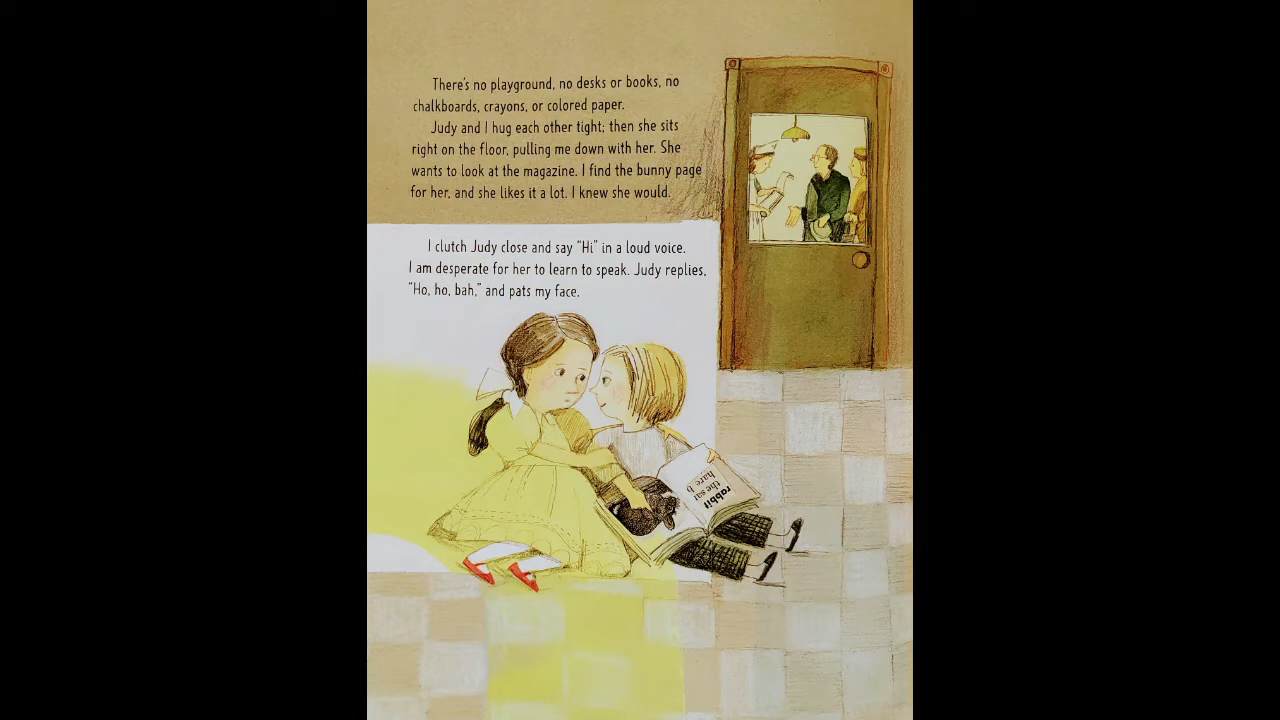 There's no playground, no desks or books, no
chalkboards, crayons, or colored paper.
Judy and I hug each other tight; then she sits
right on the floor, pulling me down with her. She
wants to look at the magazine. I find the bunny page
for her, and she likes it a lot. I knew she would.
I clutch Judy close and say “Hi” in a loud voice.
I am desperate for her to learn to speak. Judy replies,
“Ho, ho, bah,” and pats my face.
rabbit
the sur
hare b